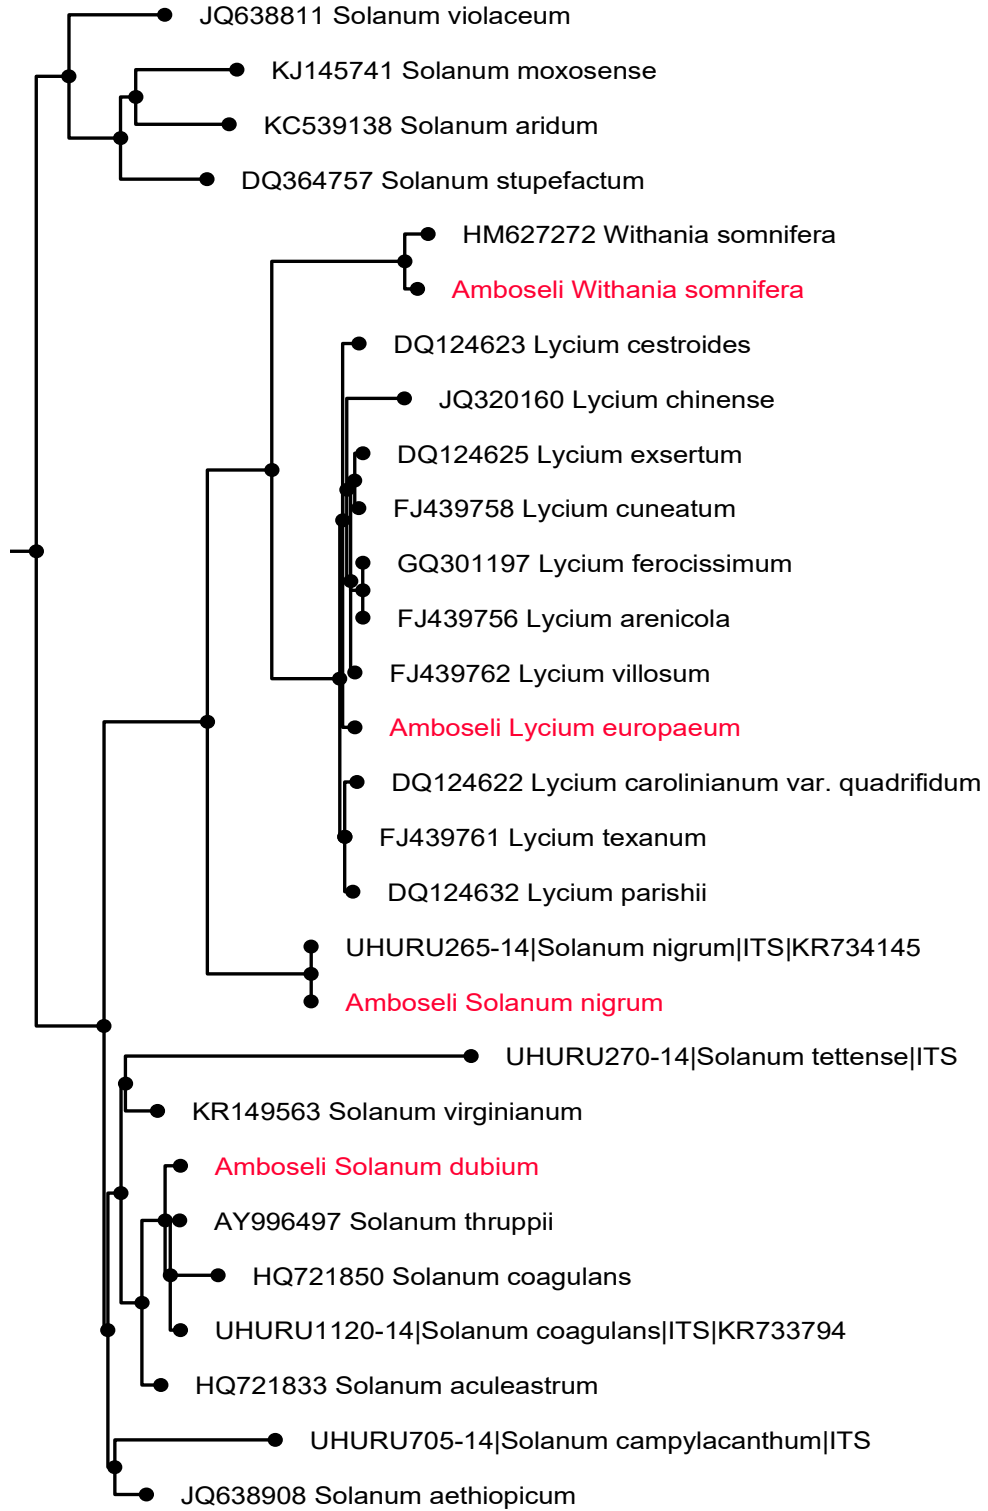 JQ638811 Solanum violaceum
KJ145741 Solanum moxosense
KC539138 Solanum aridum
DQ364757 Solanum stupefactum
HM627272 Withania somnifera
Amboseli Withania somnifera
DQ124623 Lycium cestroides
JQ320160 Lycium chinense
DQ124625 Lycium exsertum
FJ439758 Lycium cuneatum
GQ301197 Lycium ferocissimum
FJ439756 Lycium arenicola
FJ439762 Lycium villosum
Amboseli Lycium europaeum
DQ124622 Lycium carolinianum var. quadrifidum
FJ439761 Lycium texanum
DQ124632 Lycium parishii
UHURU265-14|Solanum nigrum|ITS|KR734145
Amboseli Solanum nigrum
UHURU270-14|Solanum tettense|ITS
KR149563 Solanum virginianum
Amboseli Solanum dubium
AY996497 Solanum thruppii
HQ721850 Solanum coagulans
UHURU1120-14|Solanum coagulans|ITS|KR733794
HQ721833 Solanum aculeastrum
UHURU705-14|Solanum campylacanthum|ITS
JQ638908 Solanum aethiopicum